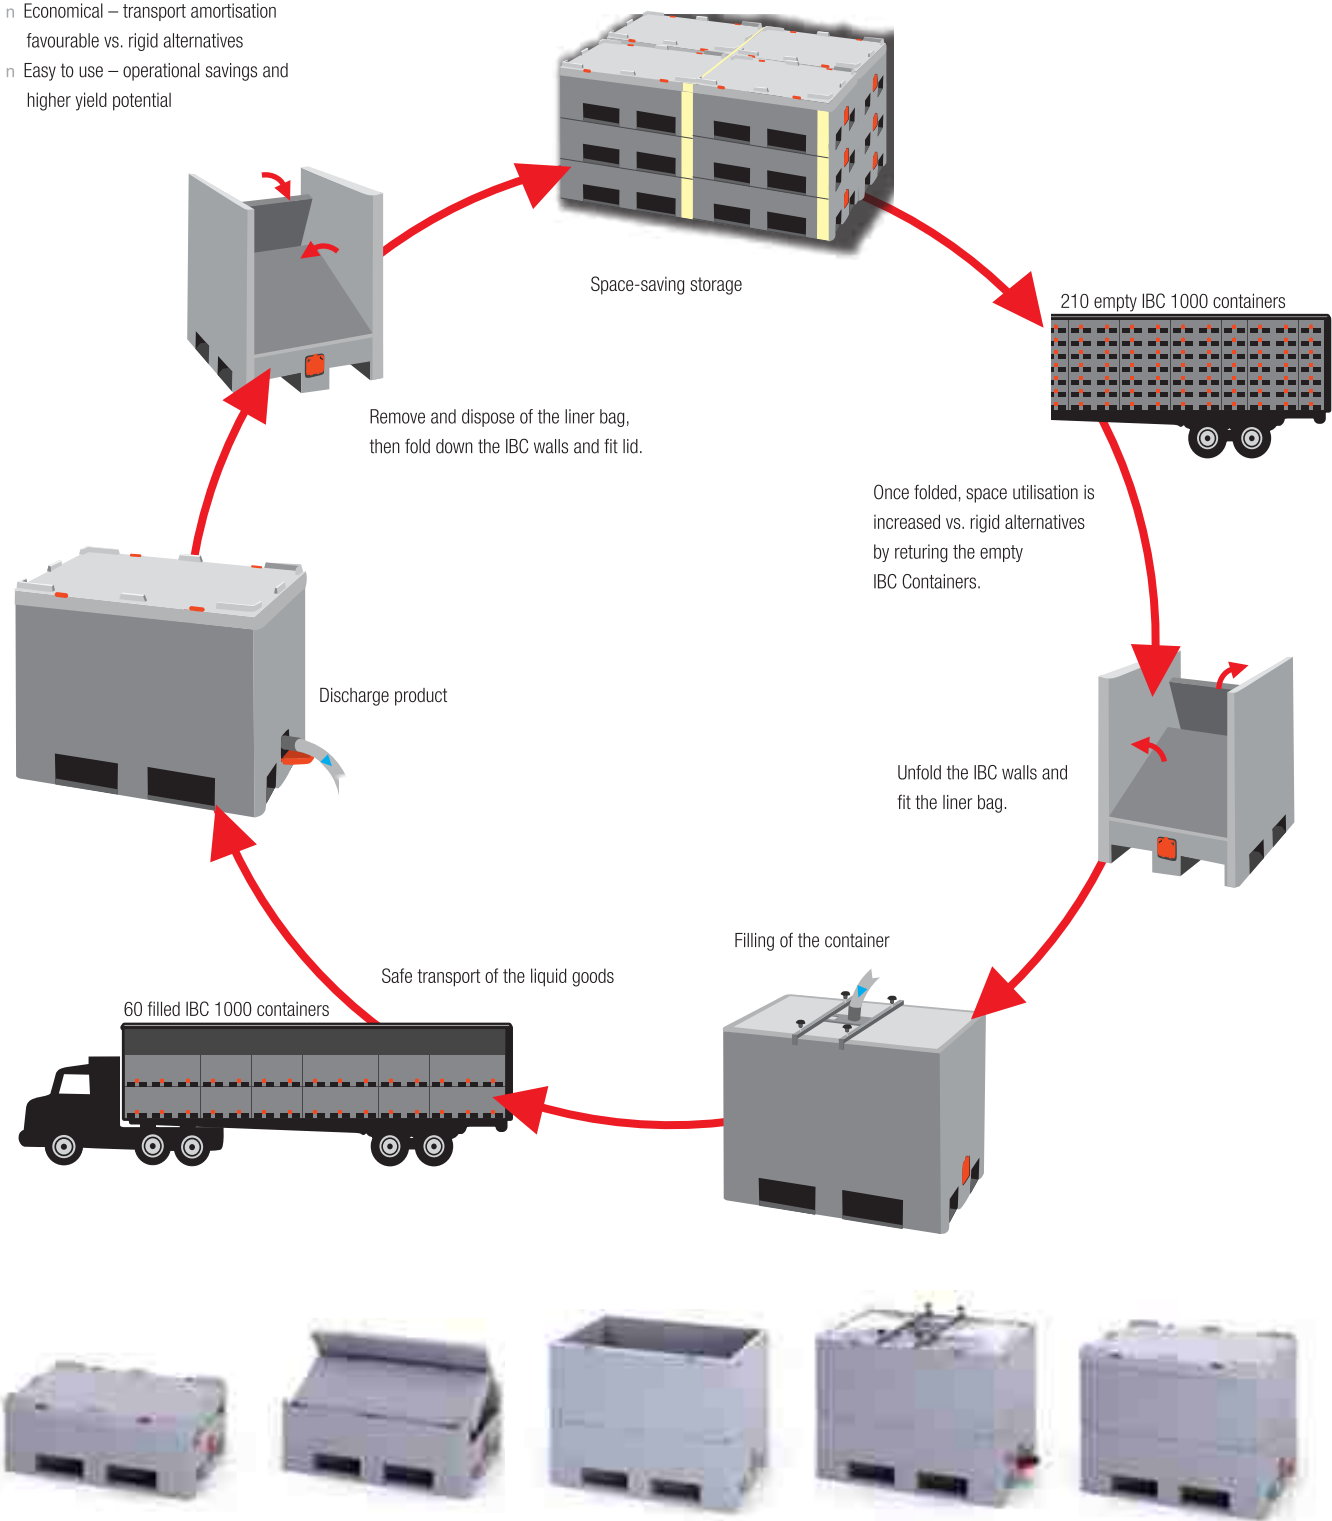 n Economical – transport amortisation
favourable vs. rigid alternatives
n Easy to use – operational savings and
higher yield potential
Space-saving storage
210 empty IBC 1000 containers
Remove and dispose of the liner bag,
then fold down the IBC walls and fit lid.
Once folded, space utilisation is
increased vs. rigid alternatives
by returing the empty
IBC Containers.
Discharge product
Unfold the IBC walls and
fit the liner bag.
Filling of the container
Safe transport of the liquid goods
60 filled IBC 1000 containers